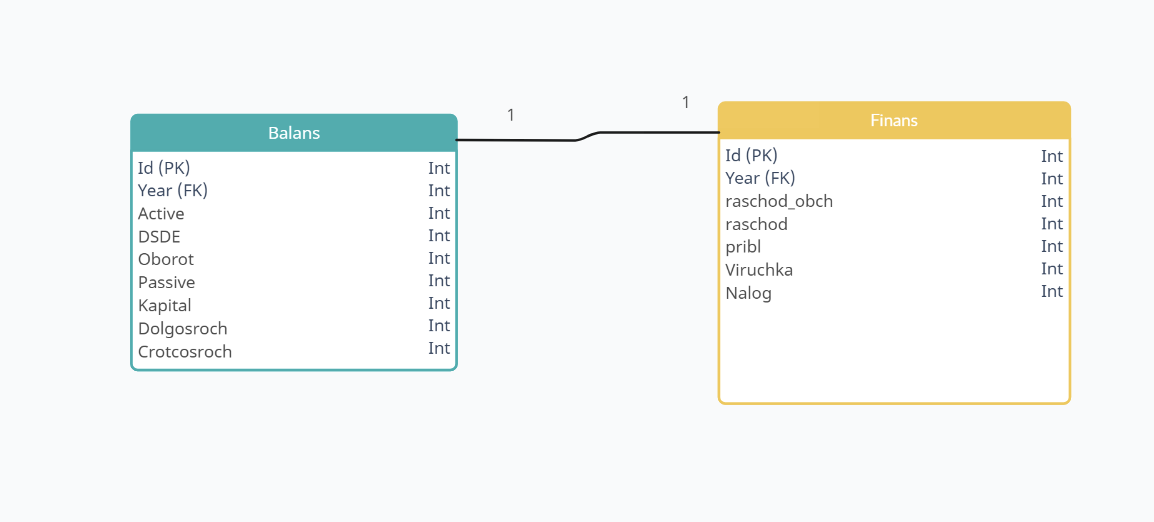 Balans
Id (PK) Int
Year (FK) Int
Active Int
DSDE Int
Oborot Int
Passive Int
Kapital Int
Dolgosroch Int
Crotcosroch Int
1
1
Finans
Id (PK) Int
Year (FK) Int
raschod_obch Int
raschod Int
pribl Int
Viruchka Int
Nalog Int